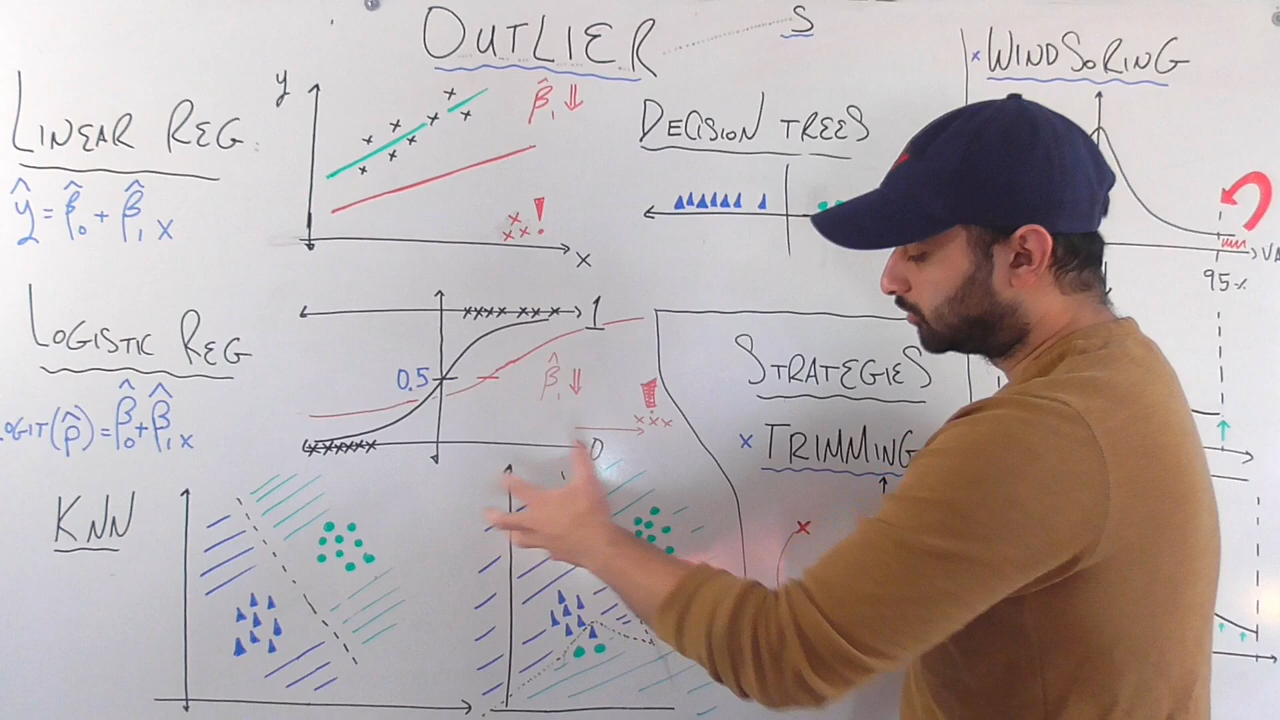 OUTLIER S
LINEAR REG.
ŷ = β̂₀ + β̂₁ x
y
β̂₁ ⇓
x x x !
x
DECISION TREES
x WINDSORING
95%
LOGISTIC REG
LOGIT(p̂) = β̂₀ + β̂₁ x
1
0.5
β̂₁ ⇓
0
STRATEGIES
x TRIMMING
KNN